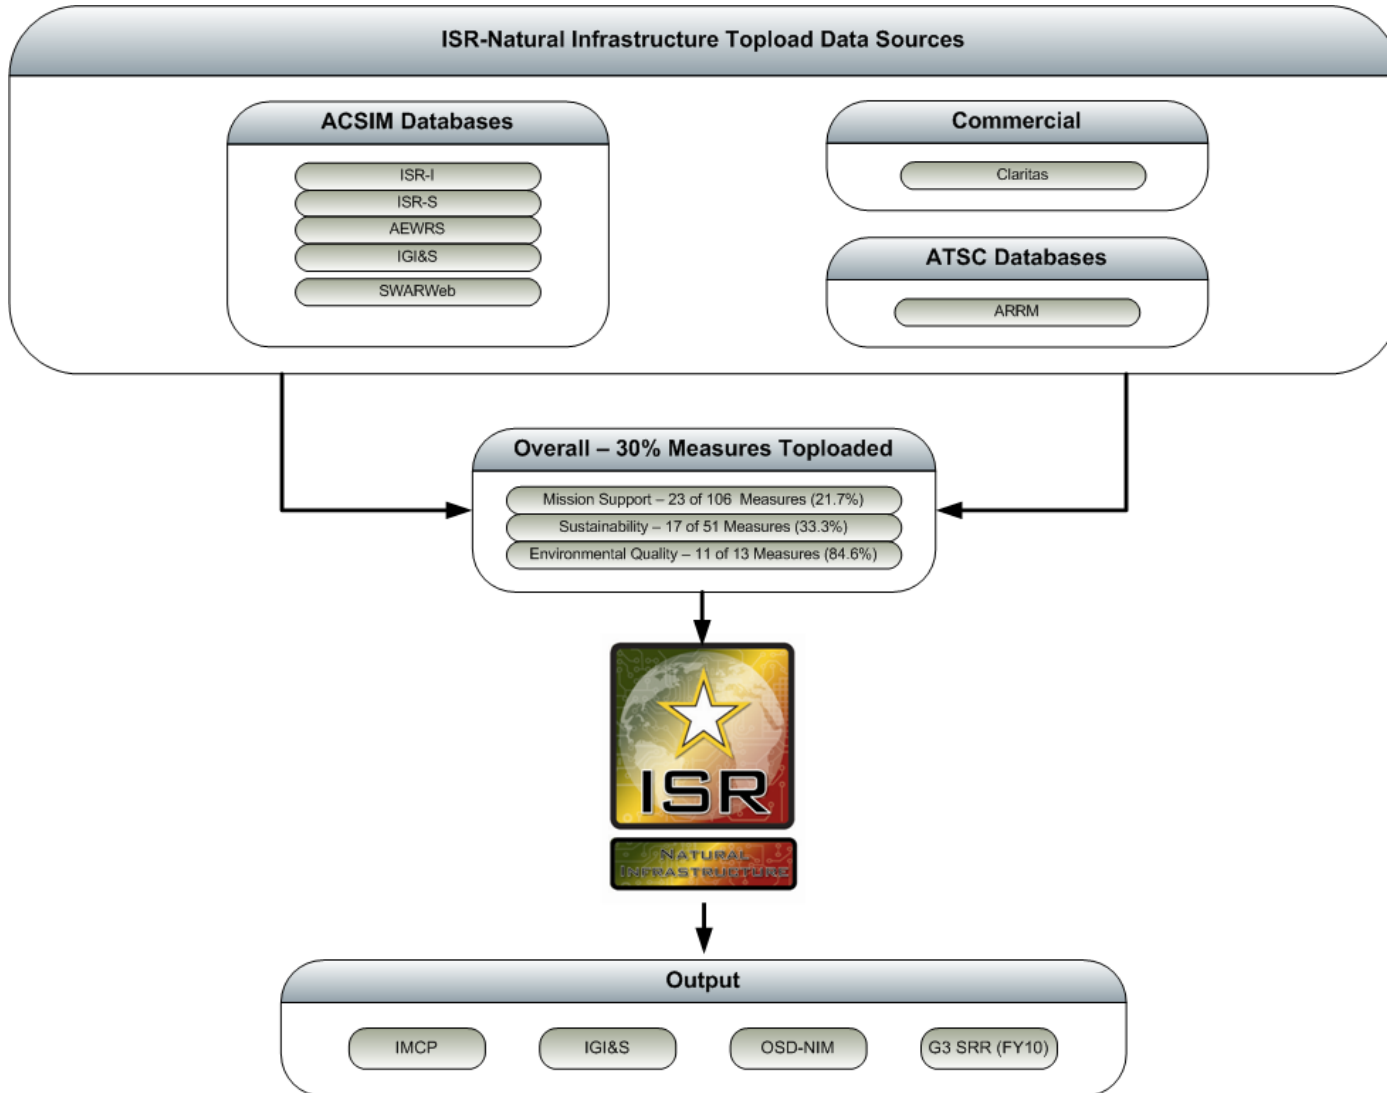 ISR-Natural Infrastructure Topload Data Sources
ACSIM Databases
ISR-I
ISR-S
AEWRS
IGI&S
SWARWeb
Commercial
Claritas
ATSC Databases
ARRM
Overall – 30% Measures Toploaded
Mission Support – 23 of 106 Measures (21.7%)
Sustainability – 17 of 51 Measures (33.3%)
Environmental Quality – 11 of 13 Measures (84.6%)
ISR
NATURAL
INFRASTRUCTURE
Output
IMCP
IGI&S
OSD-NIM
G3 SRR (FY10)